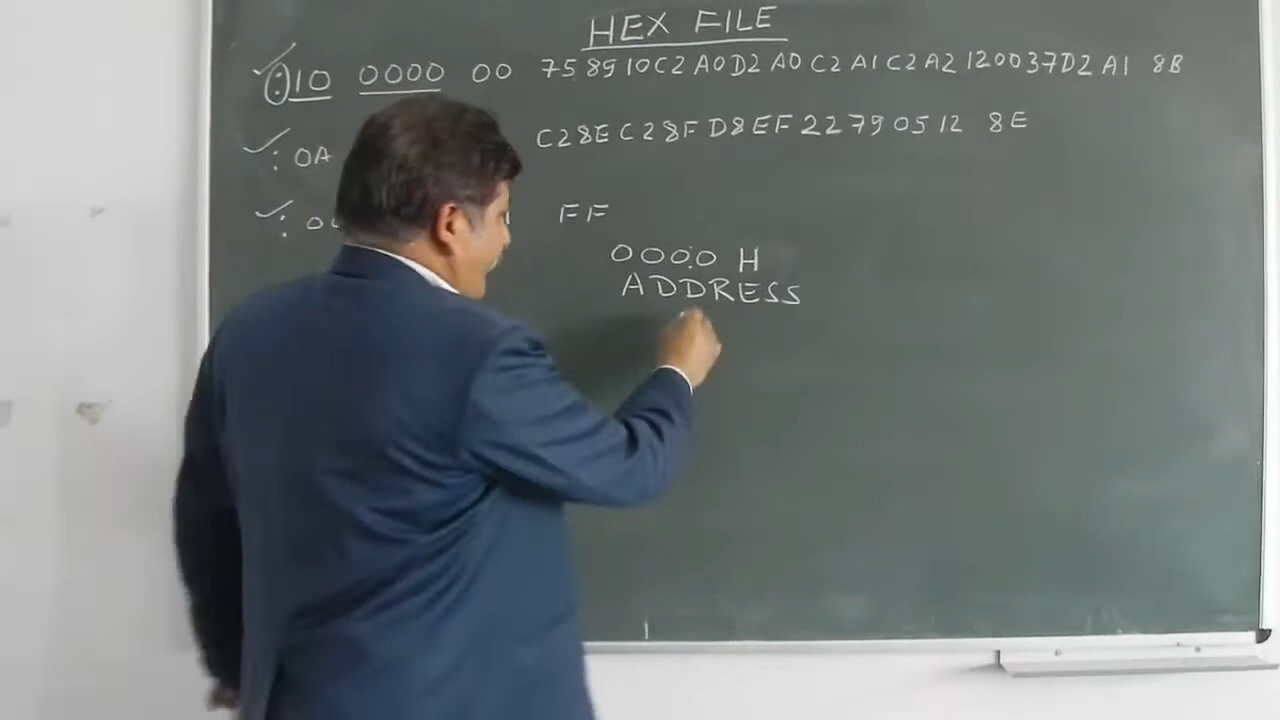 HEX FILE
:10 0000 00 75 89 10 C2 A0 D2 A0 C2 A1 C2 A2 12 00 37 D2 A1 8B
:0A C2 8E C2 8F D8 EF 22 79 05 12 8E
:0 FF
0000 H
ADDRESS